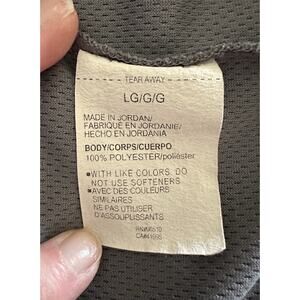 TEAR AWAY
LG/G/G
MADE IN JORDAN/
FABRIQUÉ EN JORDANIE/
HECHO EN JORDANIA
BODY/CORPS/CUERPO
100% POLYESTER/poliéster
▪WITH LIKE COLORS. DO
NOT USE SOFTENERS
▪AVEC DES COULEURS
SIMILAIRES
NE PAS UTILISER
D'ASSOUPLISSANTS